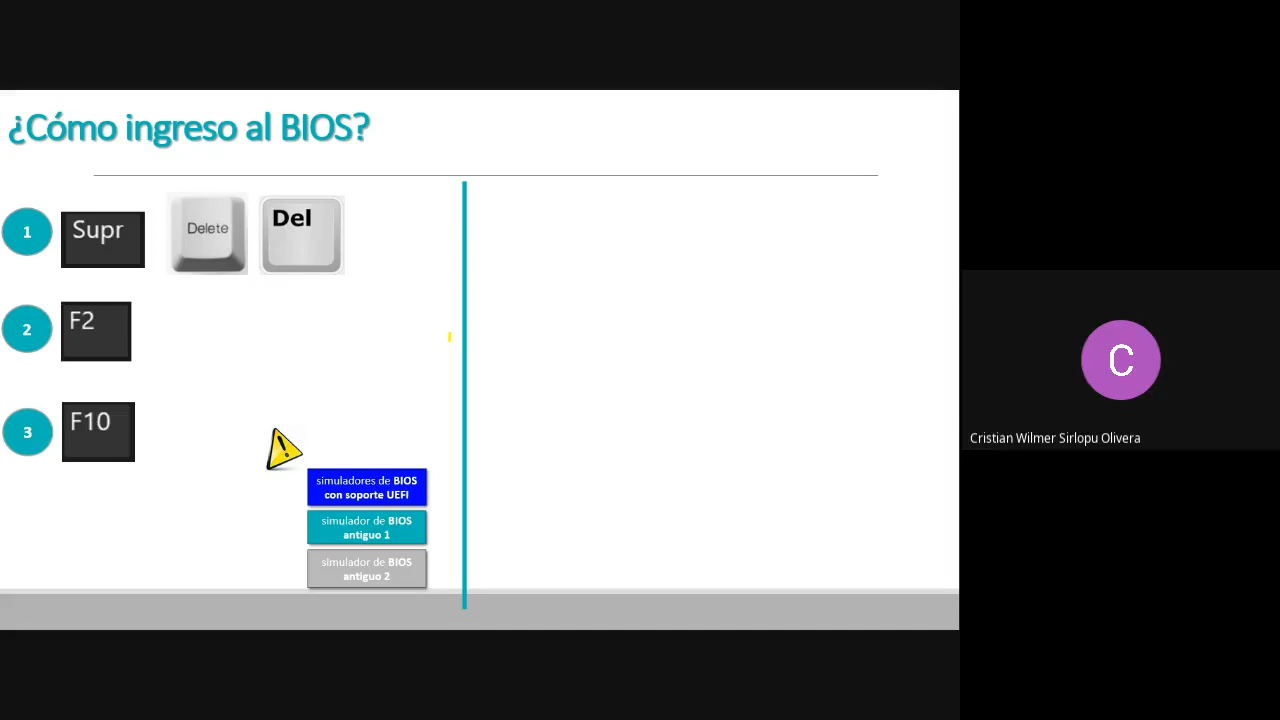 ¿Cómo ingreso al BIOS?
1
Supr
Delete
Del
2
F2
3
F10
simuladores de BIOS
con soporte UEFI
simulador de BIOS
antiguo 1
simulador de BIOS
antiguo 2
C
Cristian Wilmer Sirlopu Olivera